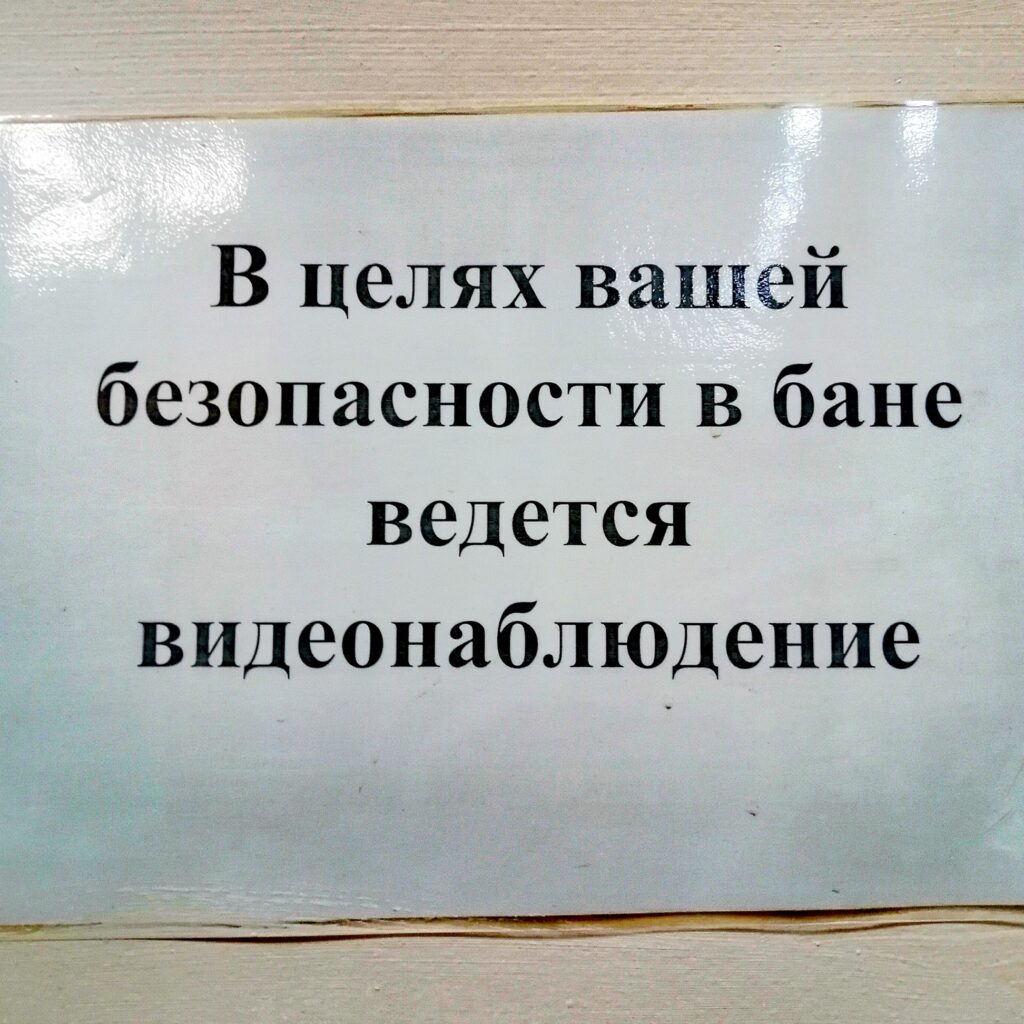 В целях вашей
безопасности в бане
ведется
видеонаблюдение